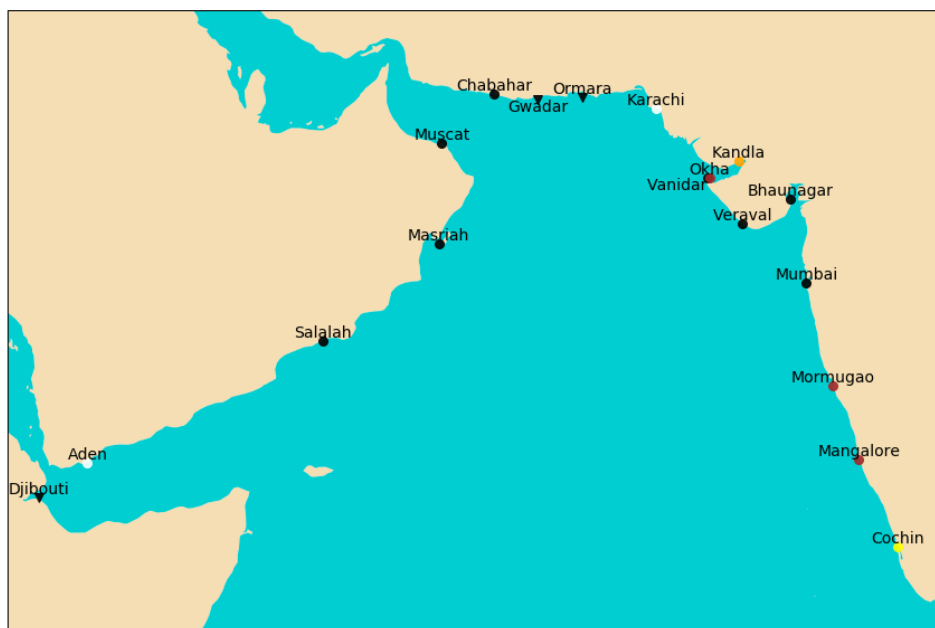 Chabahar
Ormara
Gwadar
Karachi
Muscat
Kandla
Okha
Vanidar
Bhaunagar
Veraval
Masriah
Mumbai
Salalah
Mormugao
Aden
Mangalore
Djibouti
Cochin